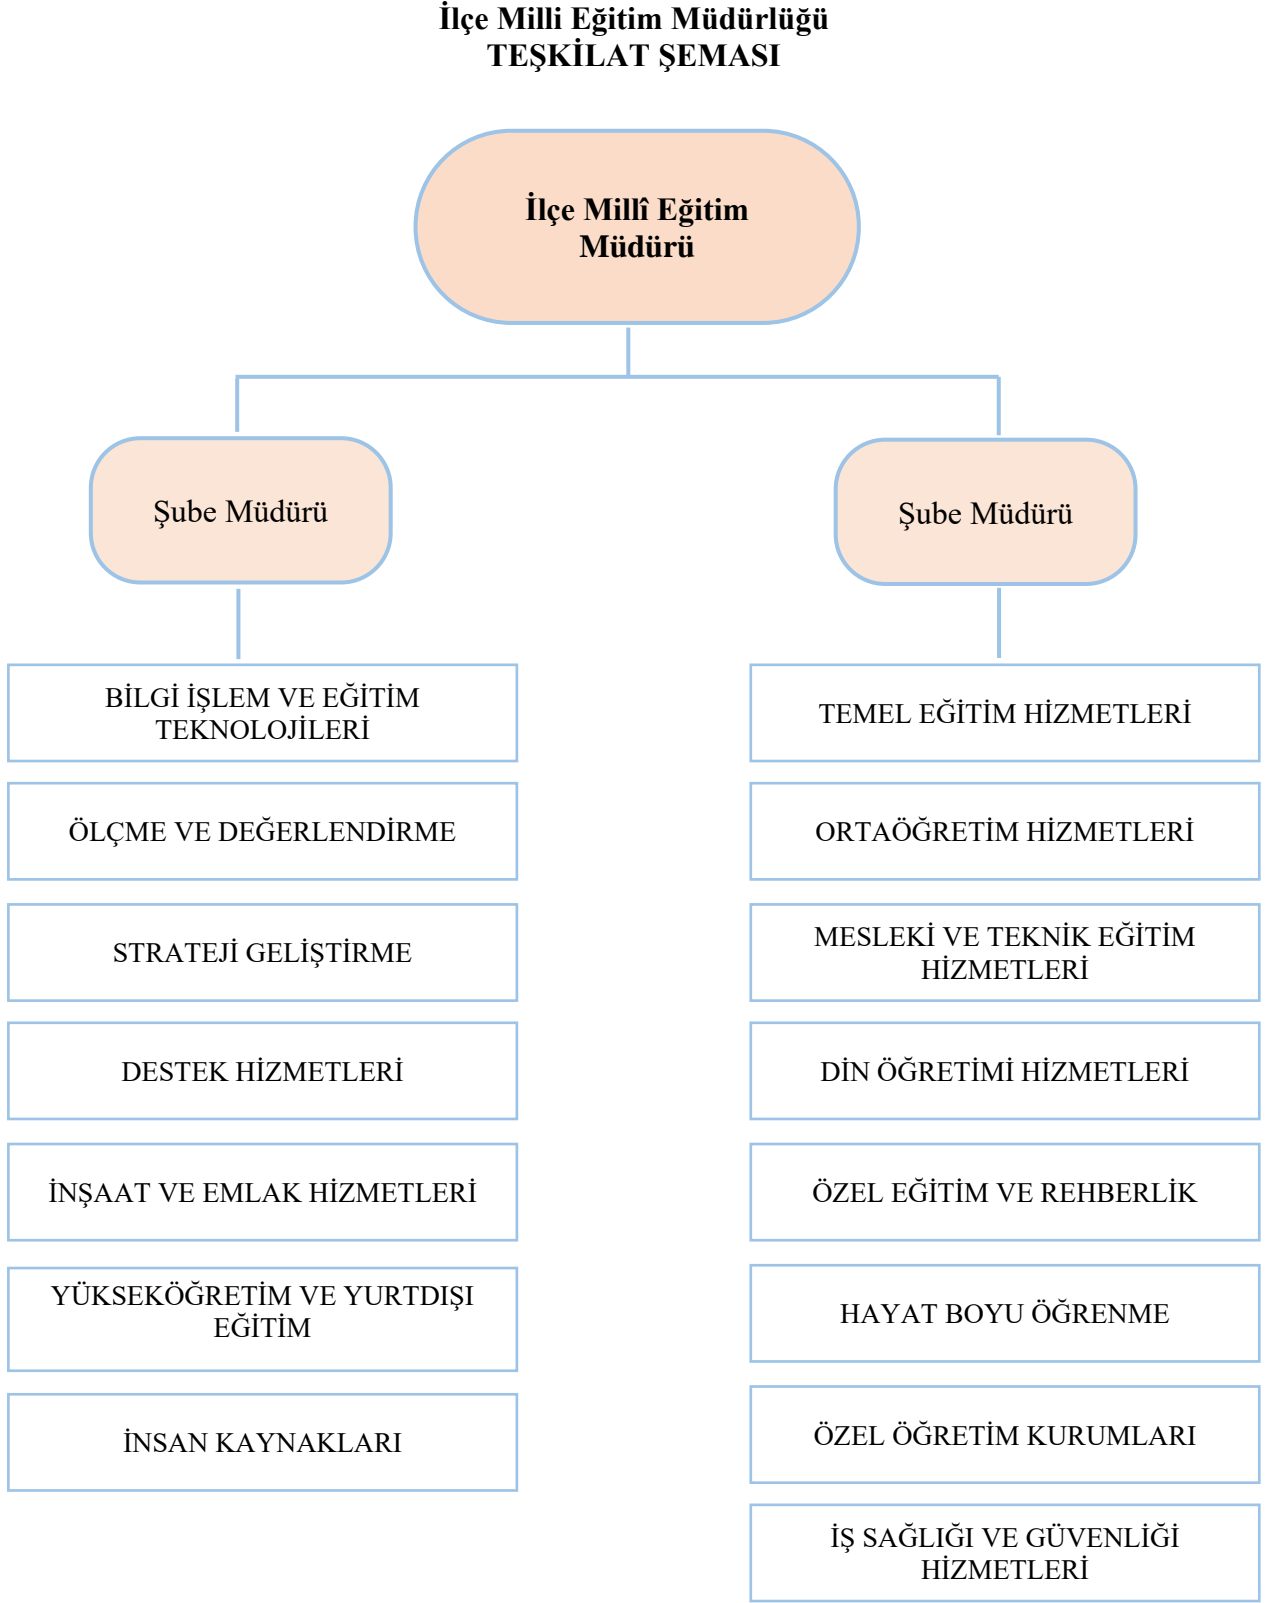 İlçe Milli Eğitim Müdürlüğü
TEŞKİLAT ŞEMASI
İlçe Millî Eğitim
Müdürü
Şube Müdürü
Şube Müdürü
BİLGİ İŞLEM VE EĞİTİM
TEKNOLOJİLERİ
ÖLÇME VE DEĞERLENDİRME
STRATEJİ GELİŞTİRME
DESTEK HİZMETLERİ
İNŞAAT VE EMLAK HİZMETLERİ
YÜKSEKÖĞRETİM VE YURTDIŞI
EĞİTİM
İNSAN KAYNAKLARI
TEMEL EĞİTİM HİZMETLERİ
ORTAÖĞRETİM HİZMETLERİ
MESLEKİ VE TEKNİK EĞİTİM
HİZMETLERİ
DİN ÖĞRETİMİ HİZMETLERİ
ÖZEL EĞİTİM VE REHBERLİK
HAYAT BOYU ÖĞRENME
ÖZEL ÖĞRETİM KURUMLARI
İŞ SAĞLIĞI VE GÜVENLİĞİ
HİZMETLERİ